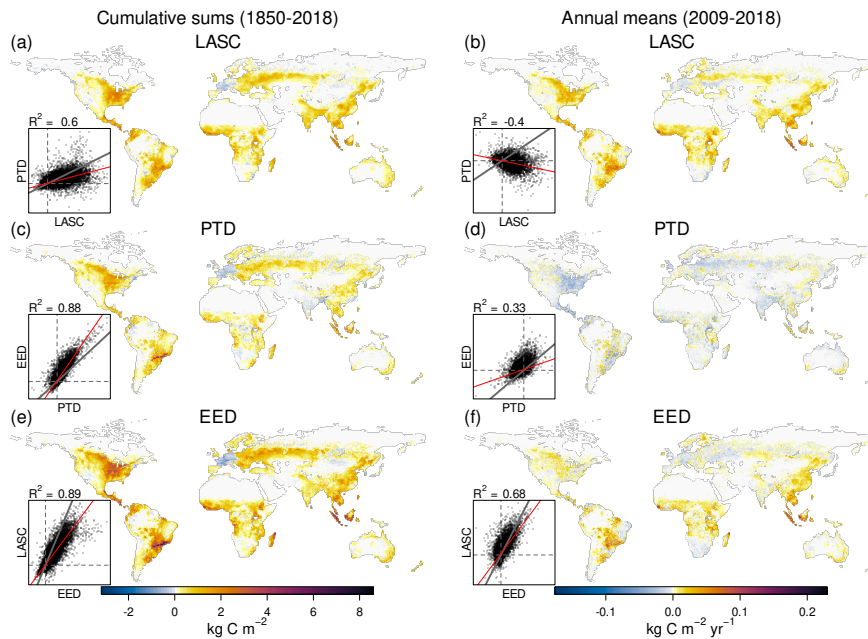 Cumulative sums (1850-2018)
Annual means (2009-2018)
(a)
LASC
R² = 0.6
PTD
LASC
(b)
LASC
R² = -0.4
PTD
LASC
(c)
PTD
R² = 0.88
EED
PTD
(d)
PTD
R² = 0.33
EED
PTD
(e)
EED
R² = 0.89
LASC
EED
(f)
EED
R² = 0.68
LASC
EED
-2 0 2 4 6 8
kg C m⁻²
-0.1 0.0 0.1 0.2
kg C m⁻² yr⁻¹